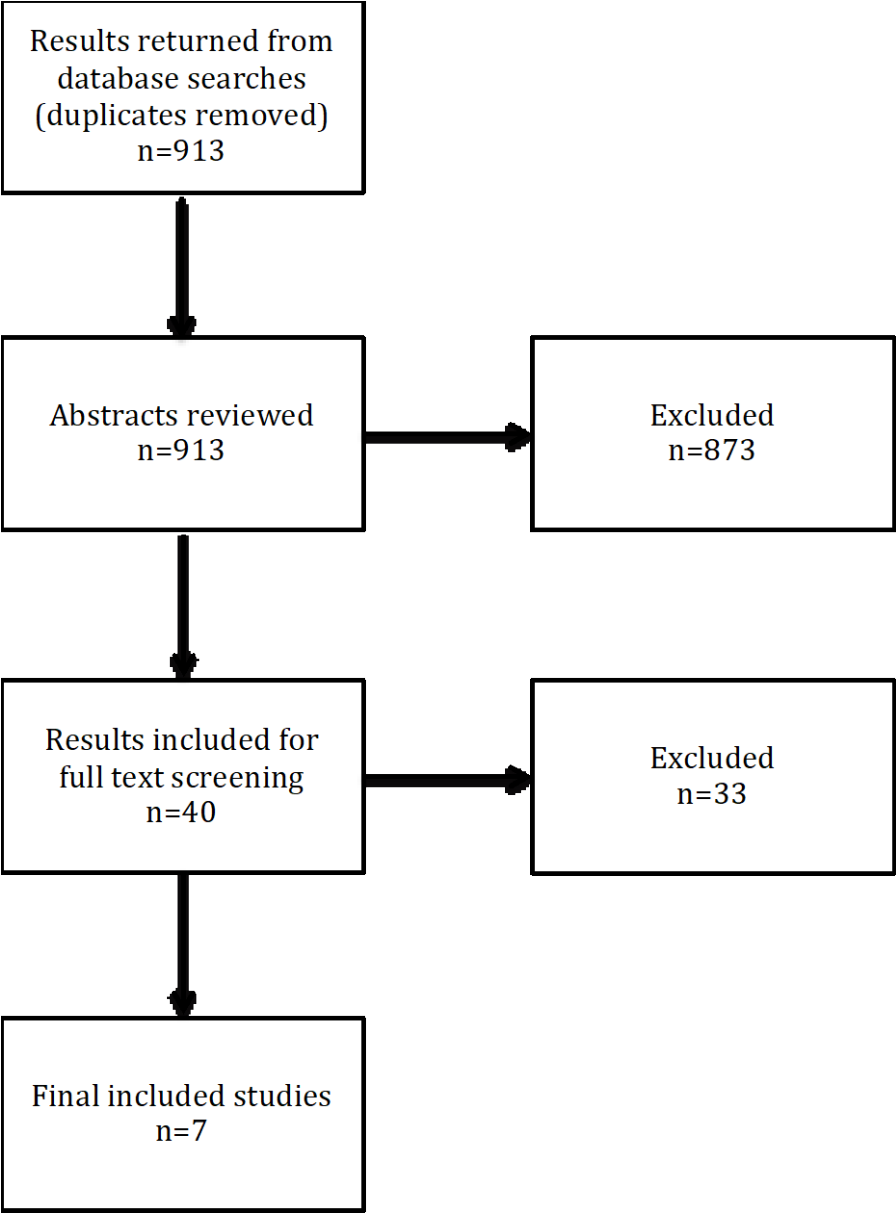 Results returned from
database searches
(duplicates removed)
n=913
Abstracts reviewed
n=913
Excluded
n=873
Results included for
full text screening
n=40
Excluded
n=33
Final included studies
n=7